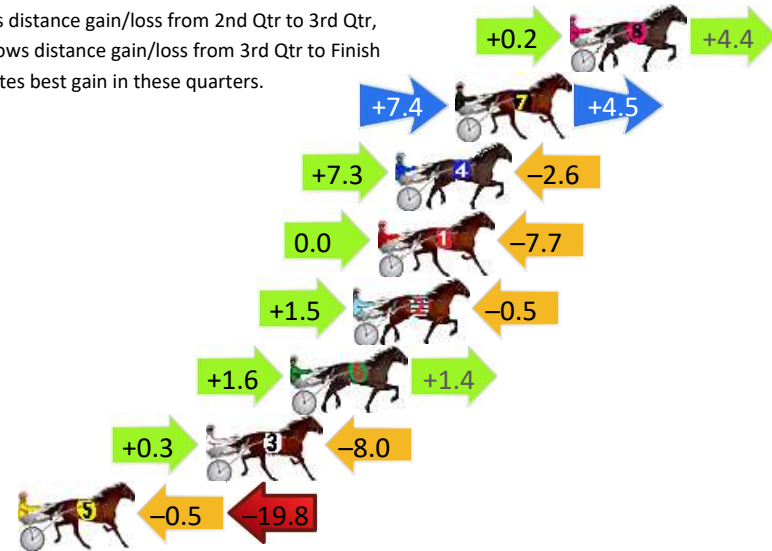 s distance gain/loss from 2nd Qtr to 3rd Qtr,
ows distance gain/loss from 3rd Qtr to Finish
tes best gain in these quarters.
+0.2 8 +4.4
+7.4 7 +4.5
+7.3 4 −2.6
0.0 1 −7.7
+1.5 2 −0.5
+1.6 6 +1.4
+0.3 3 −8.0
5 −0.5 −19.8